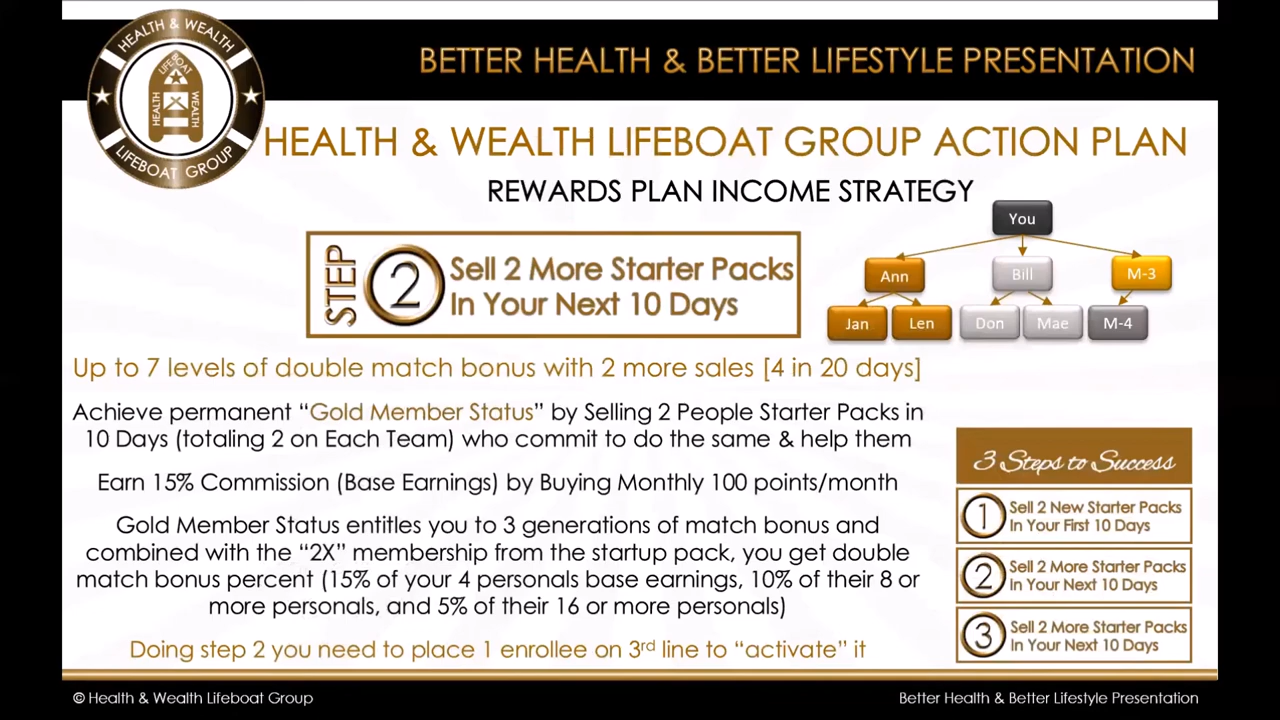 HEALTH & WEALTH
LIFEBOAT
HEALTH
WEALTH
LIFEBOAT GROUP
BETTER HEALTH & BETTER LIFESTYLE PRESENTATION
HEALTH & WEALTH LIFEBOAT GROUP ACTION PLAN
REWARDS PLAN INCOME STRATEGY
STEP
2
Sell 2 More Starter Packs
In Your Next 10 Days
You
Ann
Bill
M-3
Jan
Len
Don
Mae
M-4
Up to 7 levels of double match bonus with 2 more sales [4 in 20 days]
Achieve permanent “Gold Member Status” by Selling 2 People Starter Packs in
10 Days (totaling 2 on Each Team) who commit to do the same & help them
Earn 15% Commission (Base Earnings) by Buying Monthly 100 points/month
Gold Member Status entitles you to 3 generations of match bonus and
combined with the “2X” membership from the startup pack, you get double
match bonus percent (15% of your 4 personals base earnings, 10% of their 8 or
more personals, and 5% of their 16 or more personals)
Doing step 2 you need to place 1 enrollee on 3rd line to “activate” it
3 Steps to Success
1
Sell 2 New Starter Packs
In Your First 10 Days
2
Sell 2 More Starter Packs
In Your Next 10 Days
3
Sell 2 More Starter Packs
In Your Next 10 Days
© Health & Wealth Lifeboat Group
Better Health & Better Lifestyle Presentation